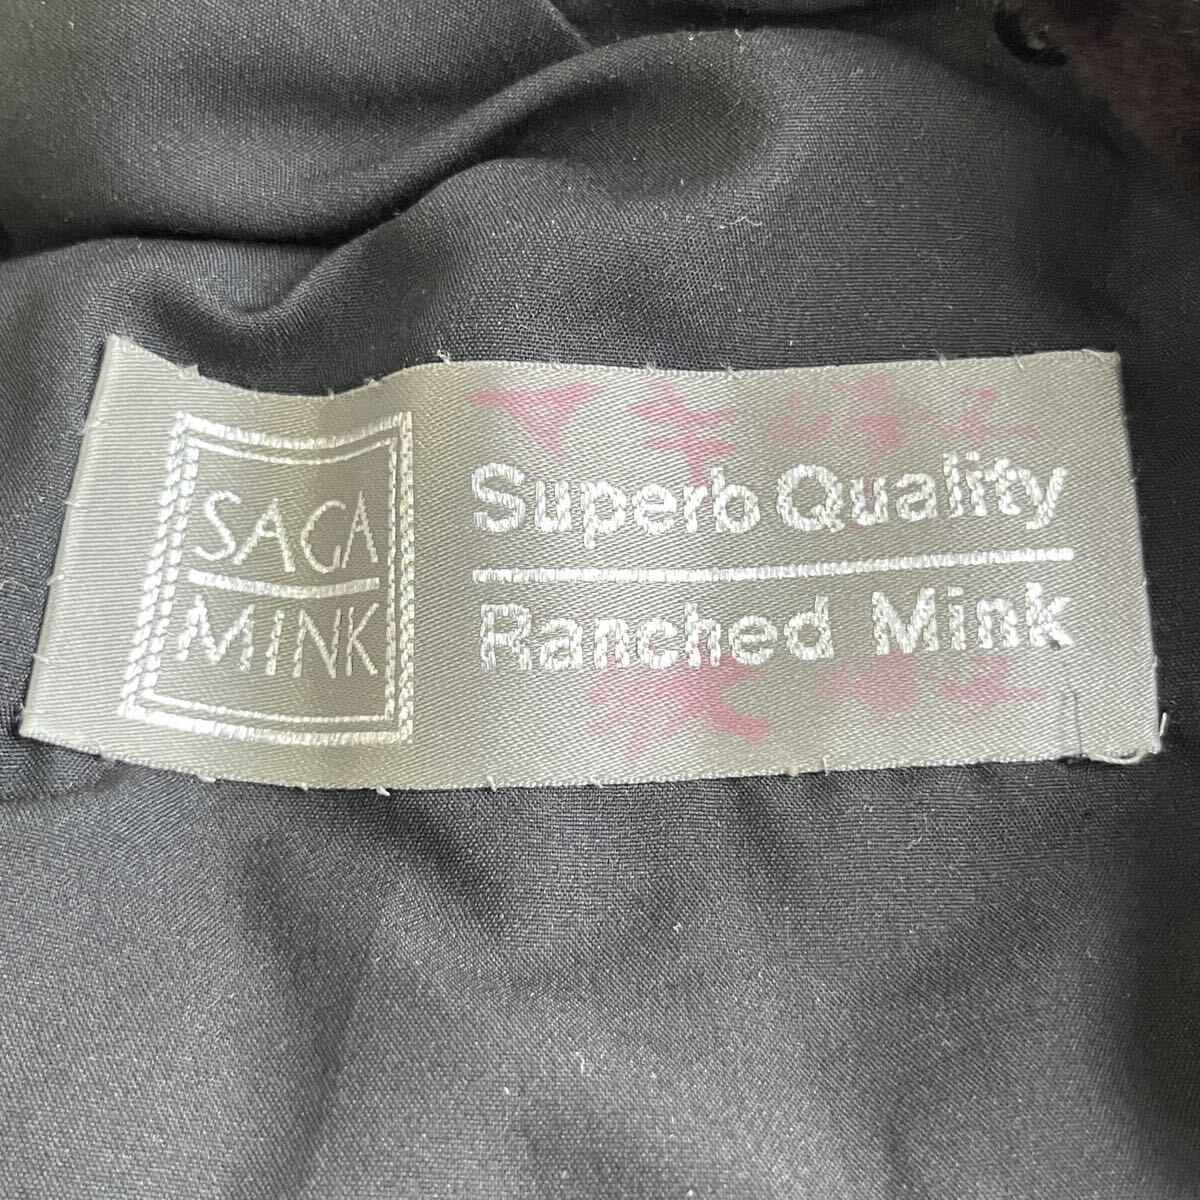 SAGA
MINK
Superb Quality
Ranched Mink